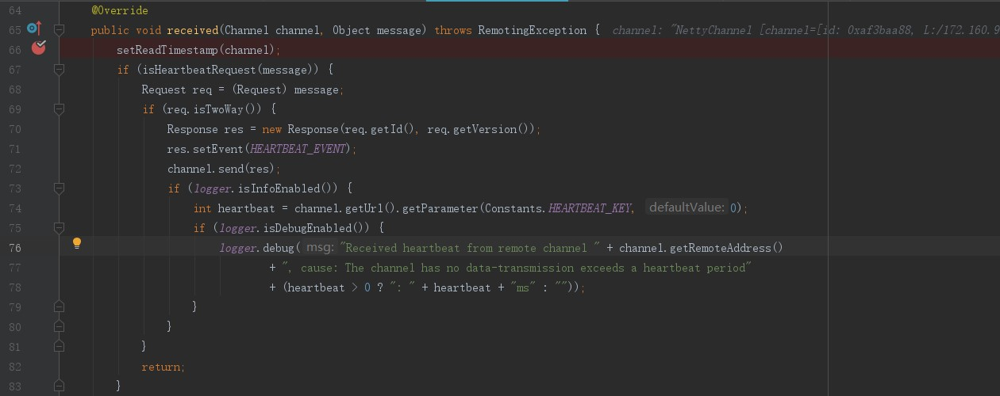 64 @Override
65 public void received(Channel channel, Object message) throws RemotingException { channel: "NettyChannel [channel=[id: 0xaf3baa88, L:/172.160.9
66 setReadTimestamp(channel);
67 if (isHeartbeatRequest(message)) {
68 Request req = (Request) message;
69 if (req.isTwoWay()) {
70 Response res = new Response(req.getId(), req.getVersion());
71 res.setEvent(HEARTBEAT_EVENT);
72 channel.send(res);
73 if (logger.isInfoEnabled()) {
74 int heartbeat = channel.getUrl().getParameter(Constants.HEARTBEAT_KEY, defaultValue: 0);
75 if (logger.isDebugEnabled()) {
76 logger.debug( msg: "Received heartbeat from remote channel " + channel.getRemoteAddress()
77 + ", cause: The channel has no data-transmission exceeds a heartbeat period"
78 + (heartbeat > 0 ? ": " + heartbeat + "ms" : ""));
79 }
80 }
81 }
82 return;
83 }